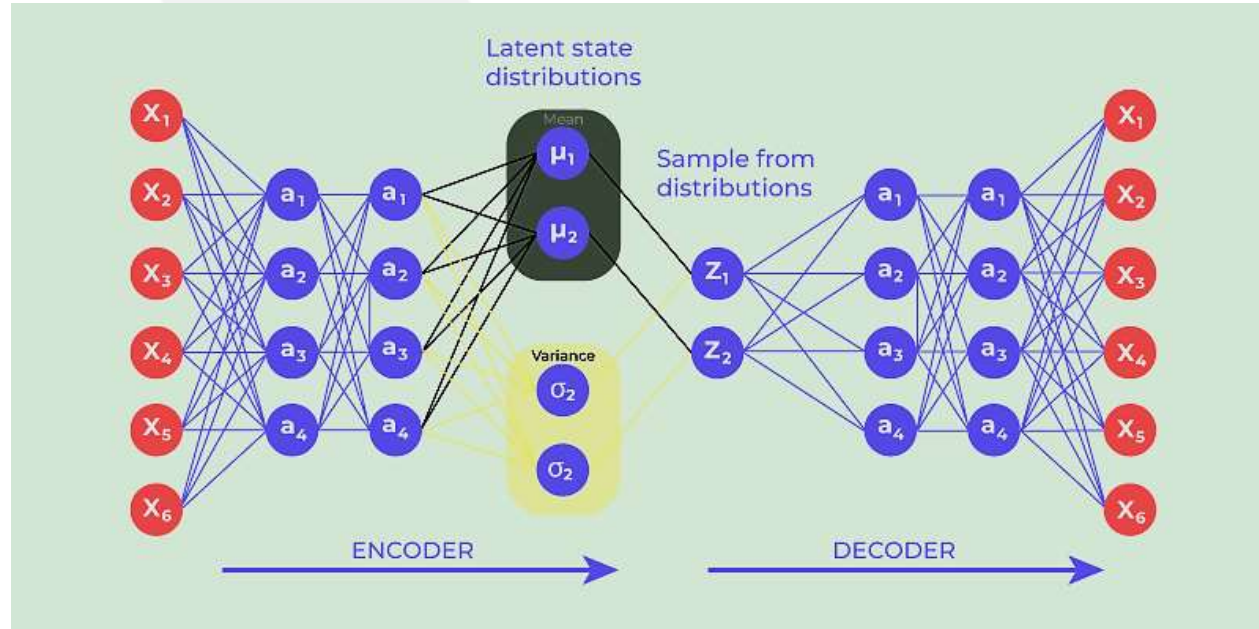 Latent state
distributions
Mean
μ₁
μ₂
Variance
σ₂
σ₂
Sample from
distributions
X₁
X₂
X₃
X₄
X₅
X₆
a₁
a₂
a₃
a₄
a₁
a₂
a₃
a₄
Z₁
Z₂
a₁
a₂
a₃
a₄
a₁
a₂
a₃
a₄
X₁
X₂
X₃
X₄
X₅
X₆
ENCODER
DECODER